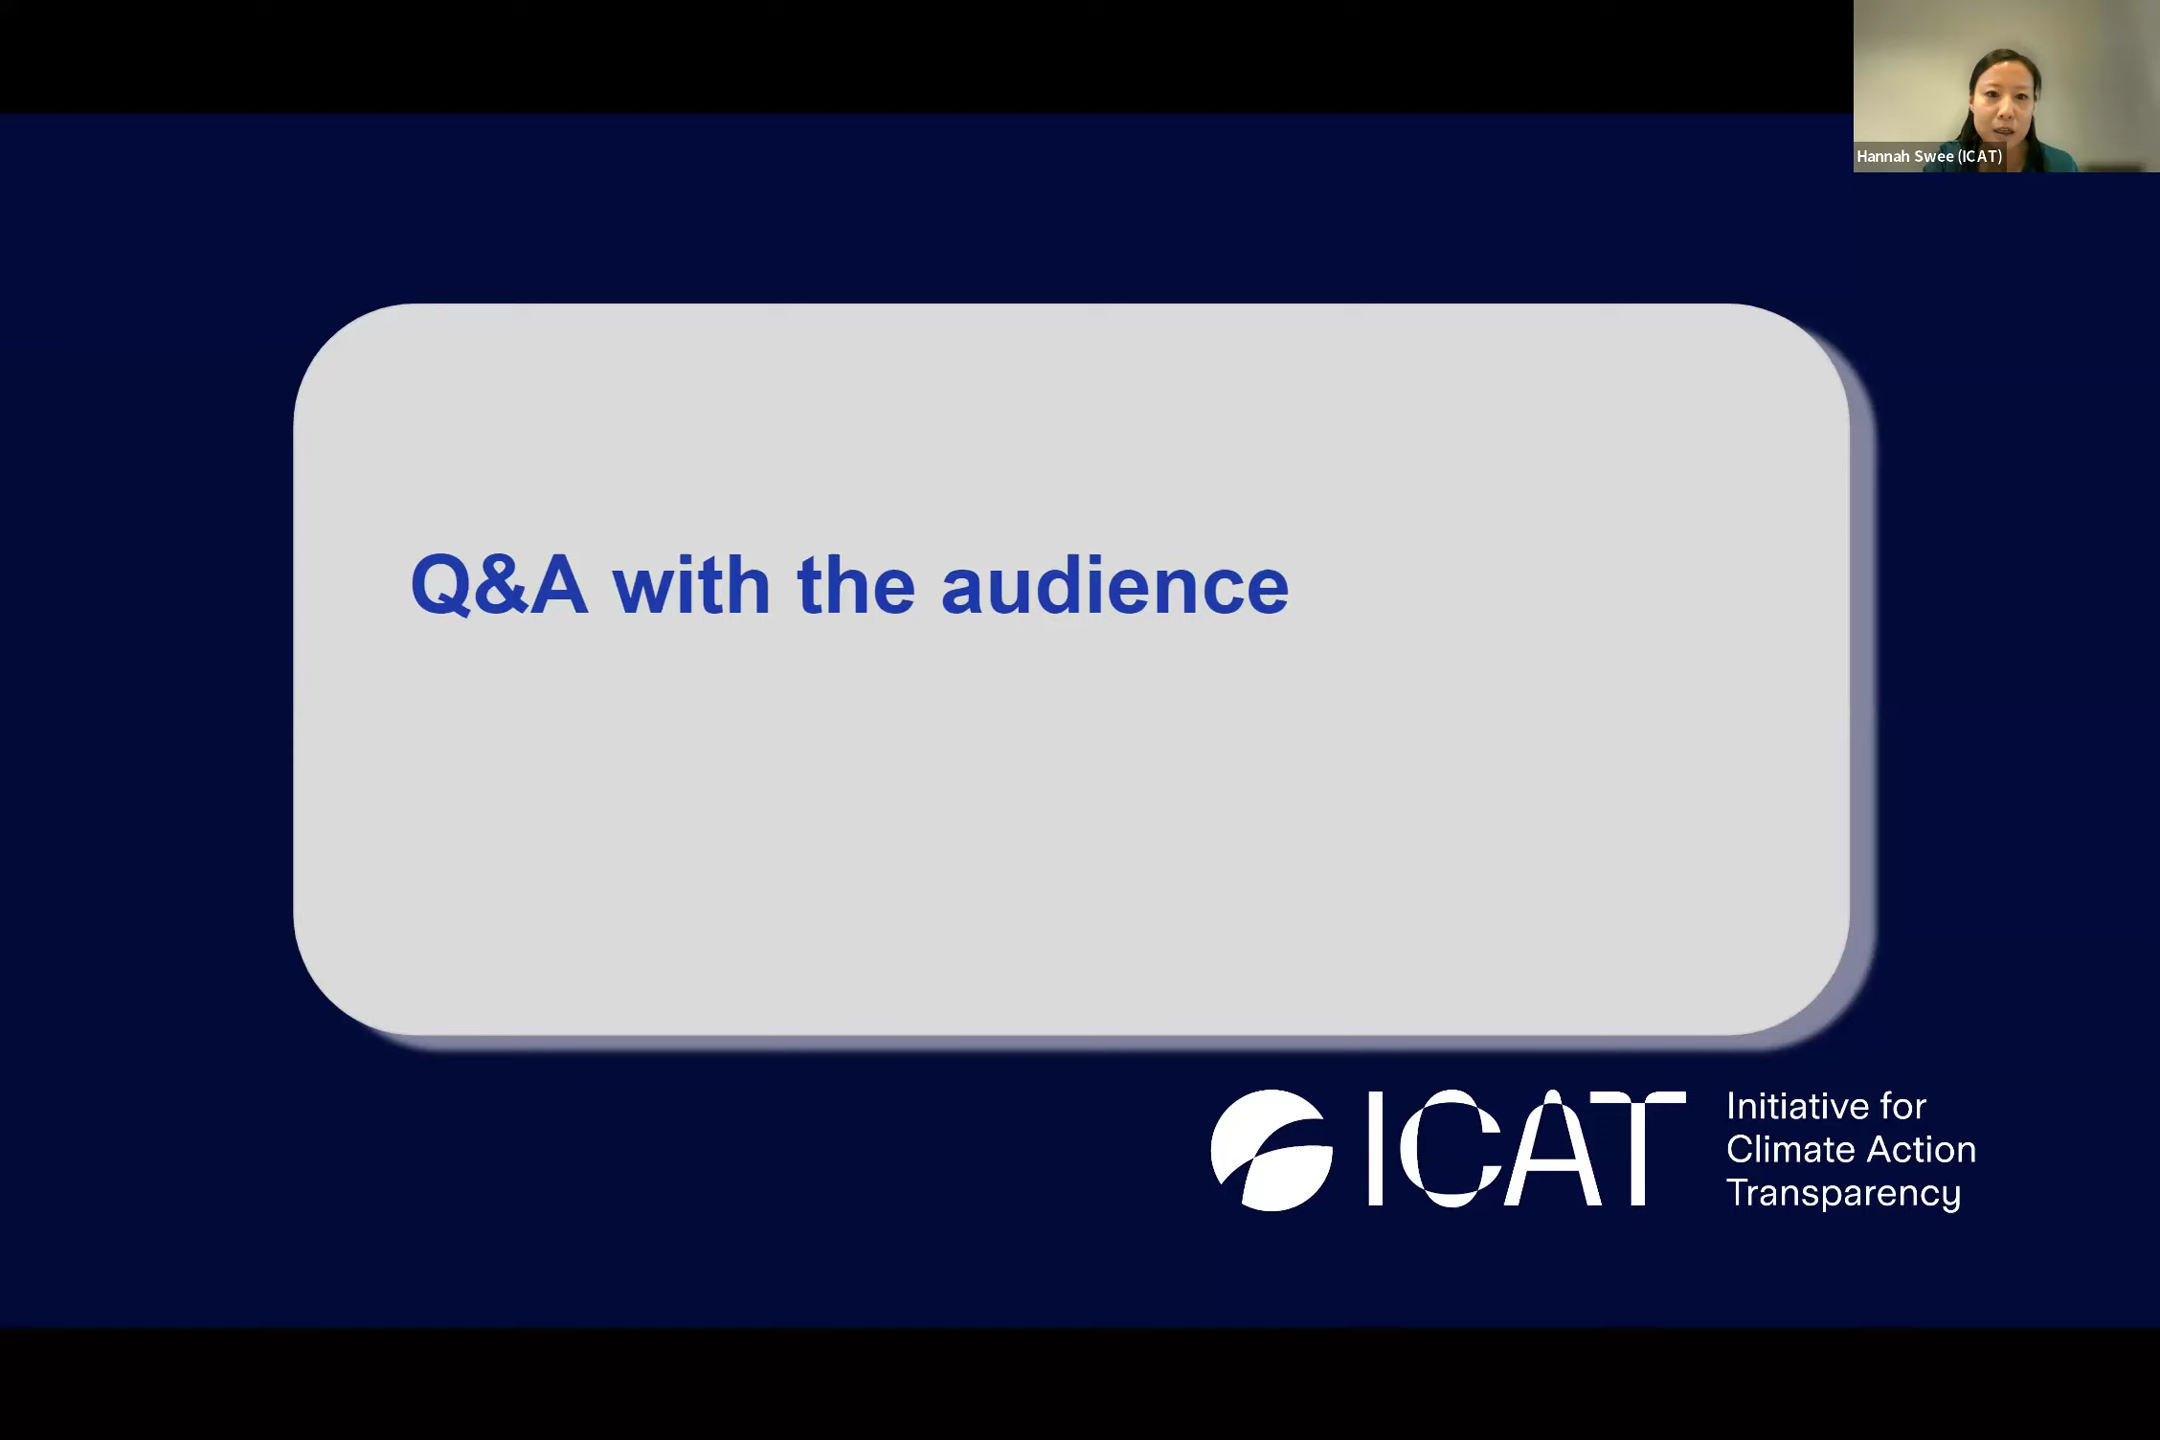 Hannah Swee (ICAT)
Q&A with the audience
ICAT
Initiative for
Climate Action
Transparency